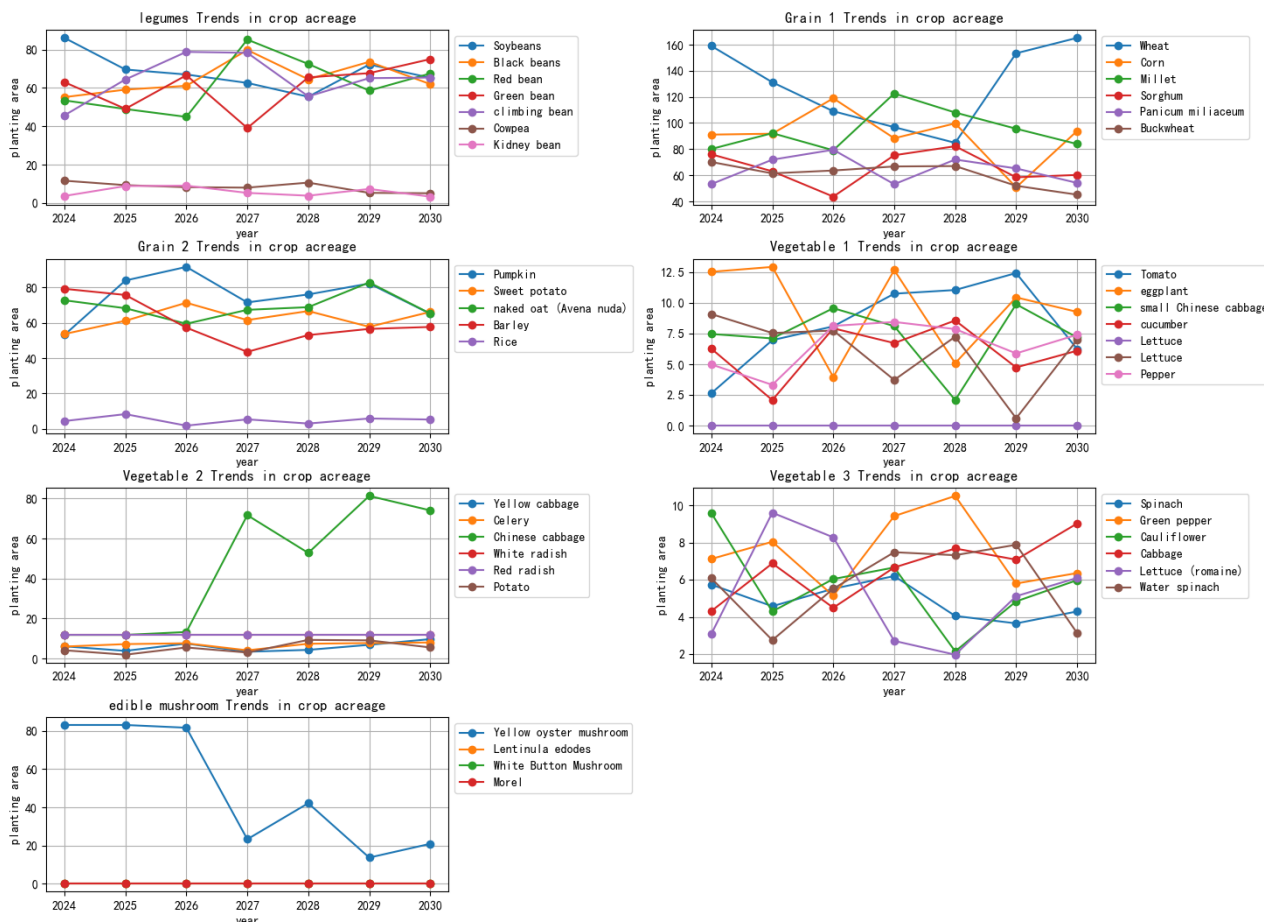 legumes Trends in crop acreage
planting area
80
60
40
20
0
2024 2025 2026 2027 2028 2029 2030
year
Soybeans
Black beans
Red bean
Green bean
climbing bean
Cowpea
Kidney bean
Grain 1 Trends in crop acreage
planting area
160
140
120
100
80
60
40
2024 2025 2026 2027 2028 2029 2030
year
Wheat
Corn
Millet
Sorghum
Panicum miliaceum
Buckwheat
Grain 2 Trends in crop acreage
planting area
80
60
40
20
0
2024 2025 2026 2027 2028 2029 2030
year
Pumpkin
Sweet potato
naked oat (Avena nuda)
Barley
Rice
Vegetable 1 Trends in crop acreage
planting area
12.5
10.0
7.5
5.0
2.5
0.0
2024 2025 2026 2027 2028 2029 2030
year
Tomato
eggplant
small Chinese cabbage
cucumber
Lettuce
Lettuce
Pepper
Vegetable 2 Trends in crop acreage
planting area
80
60
40
20
0
2024 2025 2026 2027 2028 2029 2030
year
Yellow cabbage
Celery
Chinese cabbage
White radish
Red radish
Potato
Vegetable 3 Trends in crop acreage
planting area
10
8
6
4
2
2024 2025 2026 2027 2028 2029 2030
year
Spinach
Green pepper
Cauliflower
Cabbage
Lettuce (romaine)
Water spinach
edible mushroom Trends in crop acreage
planting area
80
60
40
20
0
2024 2025 2026 2027 2028 2029 2030
year
Yellow oyster mushroom
Lentinula edodes
White Button Mushroom
Morel